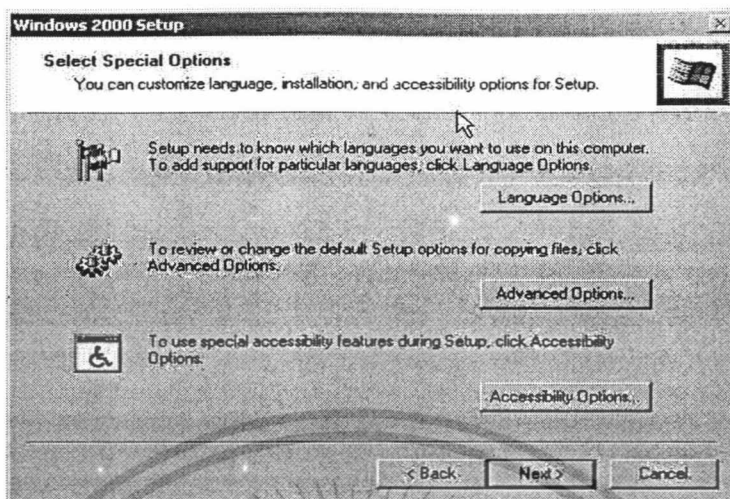 Windows 2000 Setup
Select Special Options
You can customize language, installation, and accessibility options for Setup.
Setup needs to know which languages you want to use on this computer.
To add support for particular languages, click Language Options.
Language Options...
To review or change the default Setup options for copying files, click
Advanced Options.
Advanced Options...
To use special accessibility features during Setup, click Accessibility
Options.
Accessibility Options...
< Back
Next >
Cancel